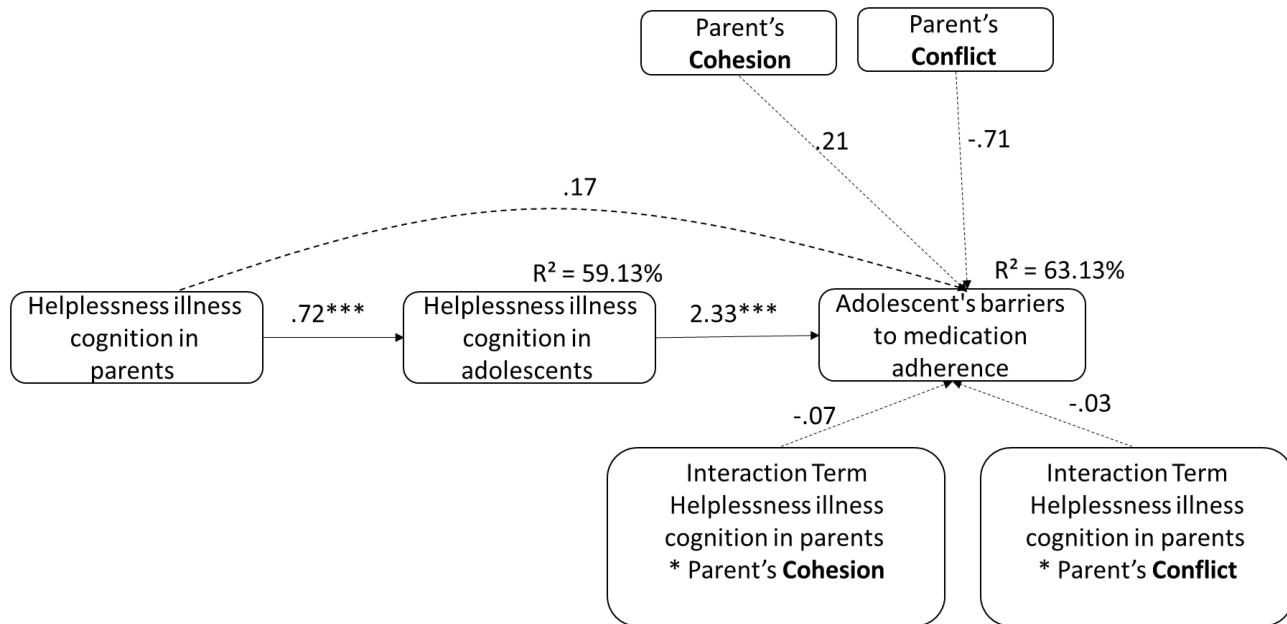 Parent's
Cohesion
Parent's
Conflict
.21
-.71
.17
R² = 59.13%
R² = 63.13%
Helplessness illness
cognition in
parents
.72***
Helplessness illness
cognition in
adolescents
2.33***
Adolescent's barriers
to medication
adherence
-.07
-.03
Interaction Term
Helplessness illness
cognition in parents
* Parent's Cohesion
Interaction Term
Helplessness illness
cognition in parents
* Parent's Conflict